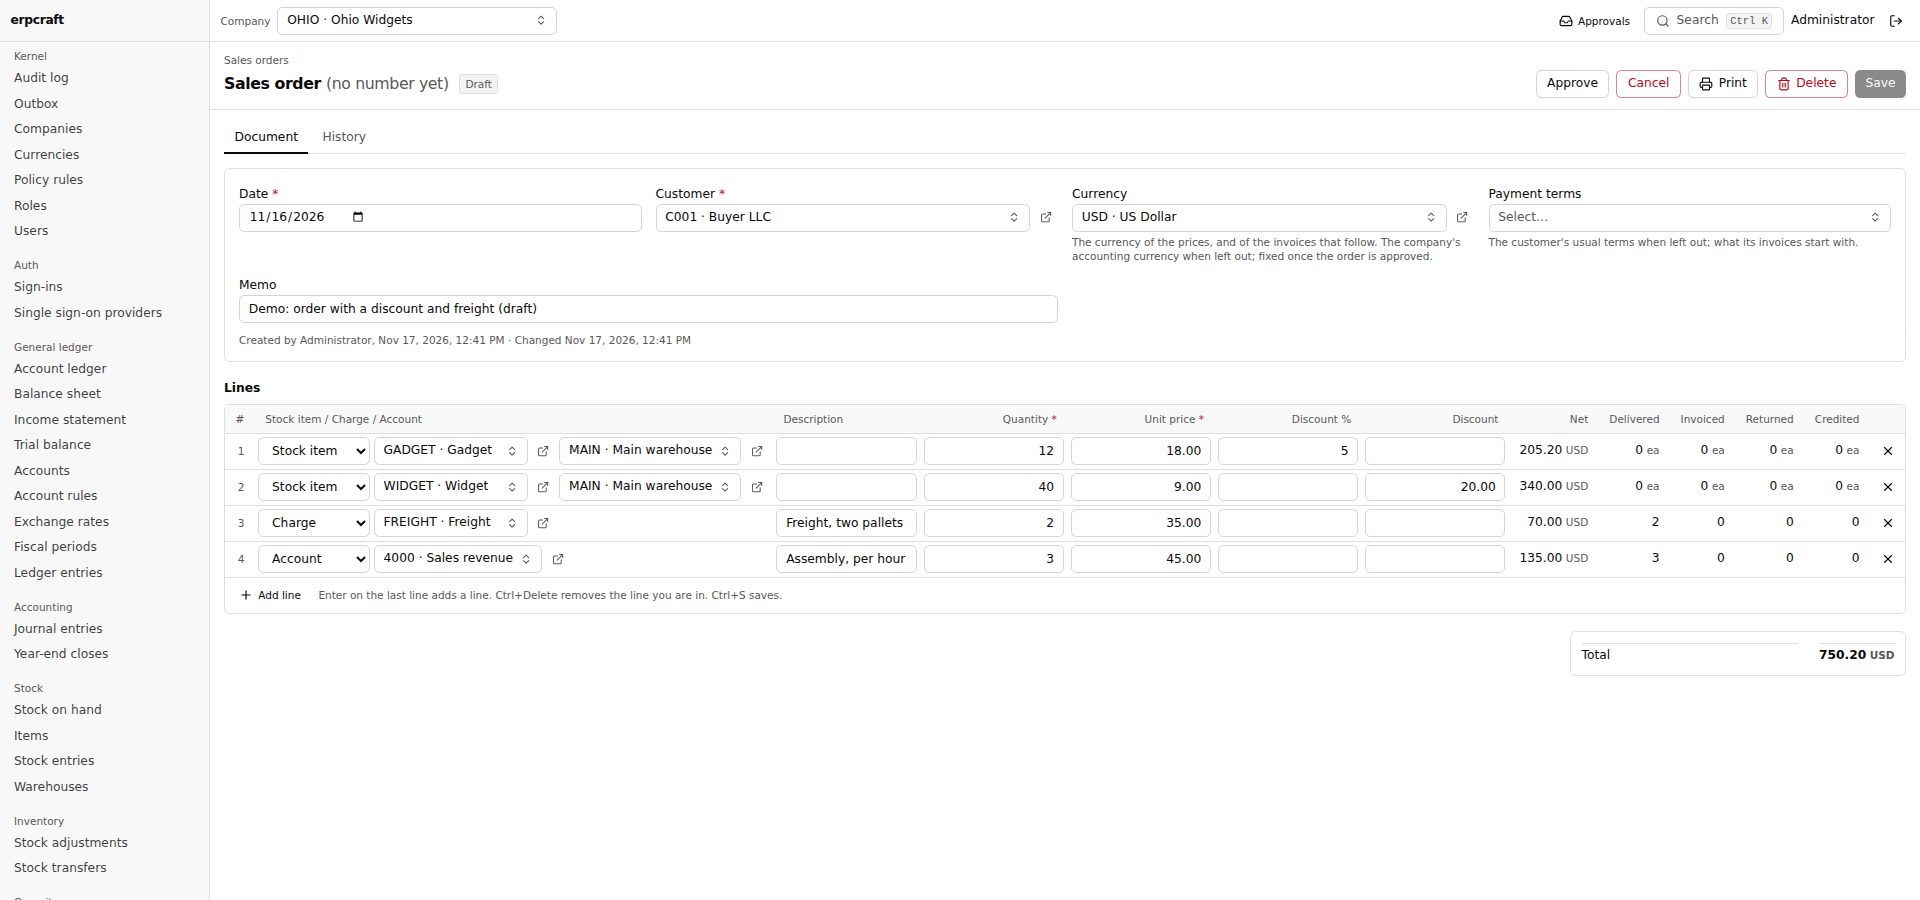 erpcraft
Company
OHIO · Ohio Widgets
Approvals
Search Ctrl K
Administrator
Kernel
Audit log
Outbox
Companies
Currencies
Policy rules
Roles
Users
Auth
Sign-ins
Single sign-on providers
General ledger
Account ledger
Balance sheet
Income statement
Trial balance
Accounts
Account rules
Exchange rates
Fiscal periods
Ledger entries
Accounting
Journal entries
Year-end closes
Stock
Stock on hand
Items
Stock entries
Warehouses
Inventory
Stock adjustments
Stock transfers
Sales orders
Sales order (no number yet) Draft
Approve Cancel Print Delete Save
Document History
Date * Customer * Currency Payment terms
11/16/2026 C001 · Buyer LLC USD · US Dollar Select...
The currency of the prices, and of the invoices that follow. The company's
accounting currency when left out; fixed once the order is approved.
The customer's usual terms when left out; what its invoices start with.
Memo
Demo: order with a discount and freight (draft)
Created by Administrator, Nov 17, 2026, 12:41 PM · Changed Nov 17, 2026, 12:41 PM
Lines
# Stock item / Charge / Account Description Quantity * Unit price * Discount % Discount Net Delivered Invoiced Returned Credited
1 Stock item GADGET · Gadget MAIN · Main warehouse 12 18.00 5 205.20 USD 0 ea 0 ea 0 ea 0 ea
2 Stock item WIDGET · Widget MAIN · Main warehouse 40 9.00 20.00 340.00 USD 0 ea 0 ea 0 ea 0 ea
3 Charge FREIGHT · Freight Freight, two pallets 2 35.00 70.00 USD 2 0 0 0
4 Account 4000 · Sales revenue Assembly, per hour 3 45.00 135.00 USD 3 0 0 0
Add line Enter on the last line adds a line. Ctrl+Delete removes the line you are in. Ctrl+S saves.
Total 750.20 USD